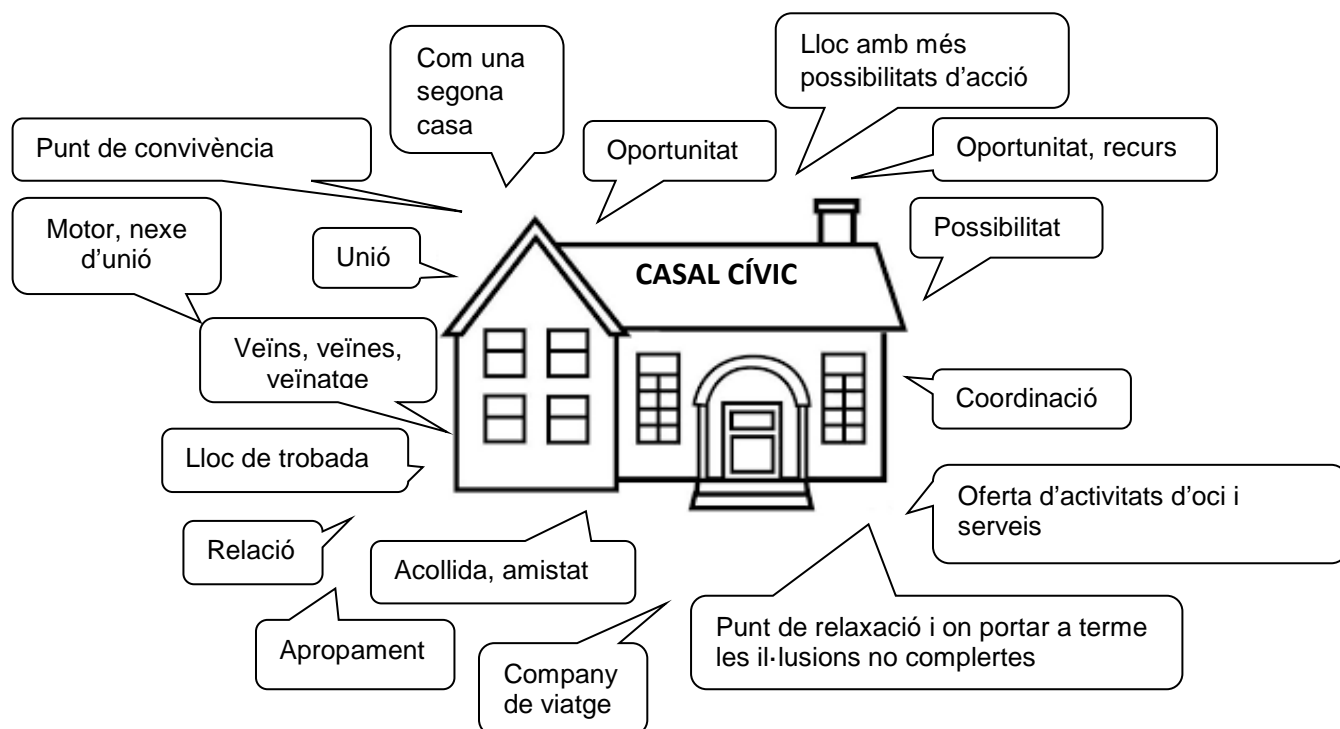 Com una
segona
casa
Lloc amb més
possibilitats d’acció
Punt de convivència
Oportunitat
Oportunitat, recurs
Motor, nexe
d’unió
Unió
CASAL CÍVIC
Possibilitat
Veïns, veïnes,
veïnatge
Coordinació
Lloc de trobada
Oferta d’activitats d’oci i
serveis
Relació
Acollida, amistat
Apropament
Company
de viatge
Punt de relaxació i on portar a terme
les il·lusions no complertes